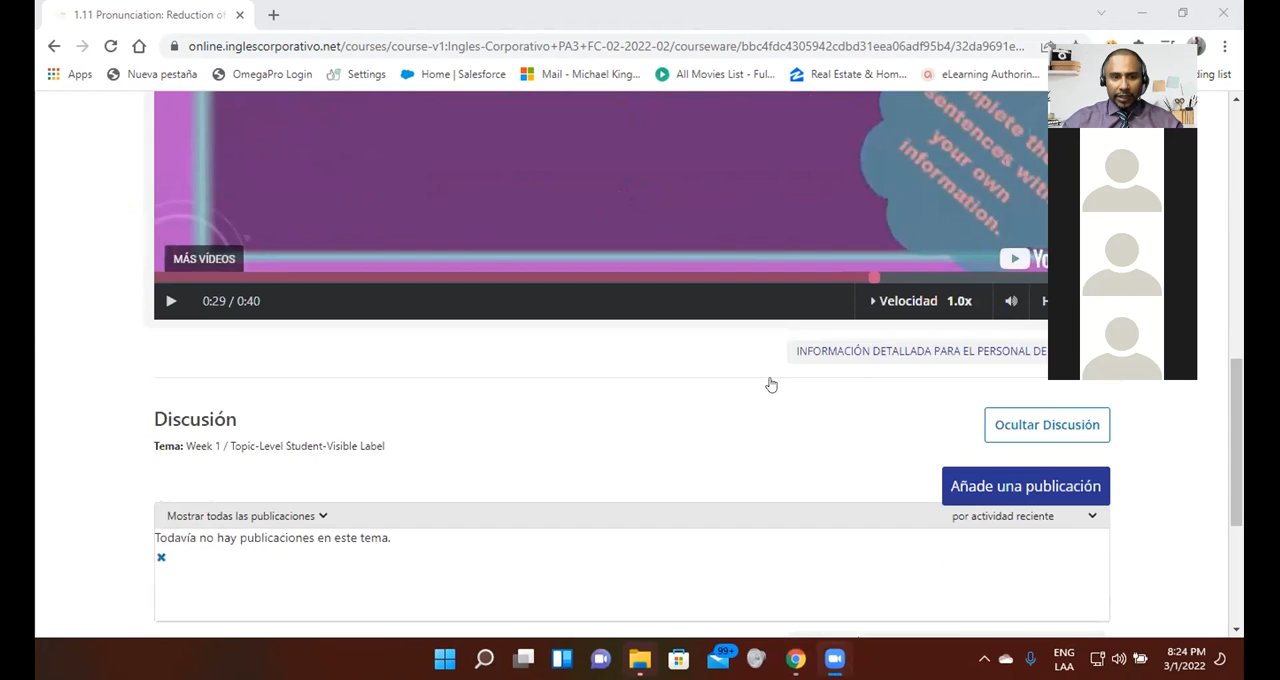 1.11 Pronunciation: Reduction of
online.inglescorporativo.net/courses/course-v1:Ingles-Corporativo+PA3+FC-02-2022-02/courseware/bbc4fdc4305942cdbd31eea06adf95b4/32da9691e...
Apps Nueva pestaña OmegaPro Login Settings Home | Salesforce Mail - Michael King... All Movies List - Ful... Real Estate & Hom... eLearning Authorin... ding list
sentences with
your own
information.
MÁS VÍDEOS
0:29 / 0:40 Velocidad 1.0x
INFORMACIÓN DETALLADA PARA EL PERSONAL DE
Discusión
Ocultar Discusión
Tema: Week 1 / Topic-Level Student-Visible Label
Añade una publicación
Mostrar todas las publicaciones por actividad reciente
Todavía no hay publicaciones en este tema.
99+
ENG
LAA
8:24 PM
3/1/2022